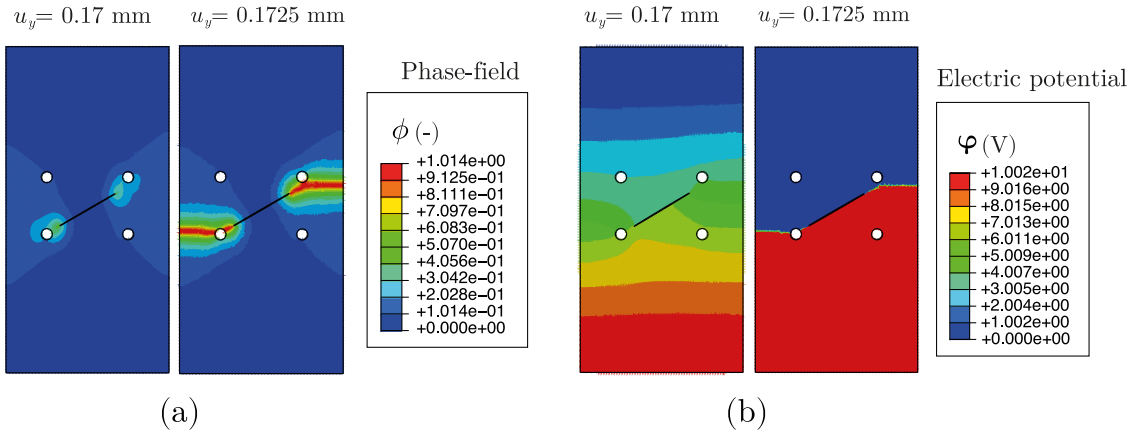 u_y= 0.17 mm
u_y= 0.1725 mm
Phase-field
ϕ (-)
+1.014e+00
+9.125e−01
+8.111e−01
+7.097e−01
+6.083e−01
+5.070e−01
+4.056e−01
+3.042e−01
+2.028e−01
+1.014e−01
+0.000e+00
(a)
u_y= 0.17 mm
u_y= 0.1725 mm
Electric potential
φ (V)
+1.002e+01
+9.016e+00
+8.015e+00
+7.013e+00
+6.011e+00
+5.009e+00
+4.007e+00
+3.005e+00
+2.004e+00
+1.002e+00
+0.000e+00
(b)